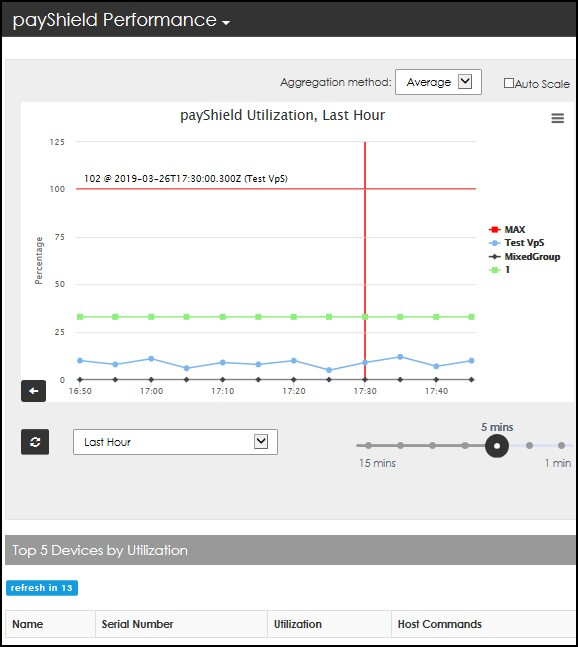 payShield Performance
Aggregation method: Average Auto Scale
payShield Utilization, Last Hour
125
102 @ 2019-03-26T17:30:00.300Z (Test VpS)
100
75
50
25
0
Percentage
MAX
Test VpS
MixedGroup
1
16:50 17:00 17:10 17:20 17:30 17:40
Last Hour
5 mins
15 mins 1 min
Top 5 Devices by Utilization
refresh in 13
Name Serial Number Utilization Host Commands